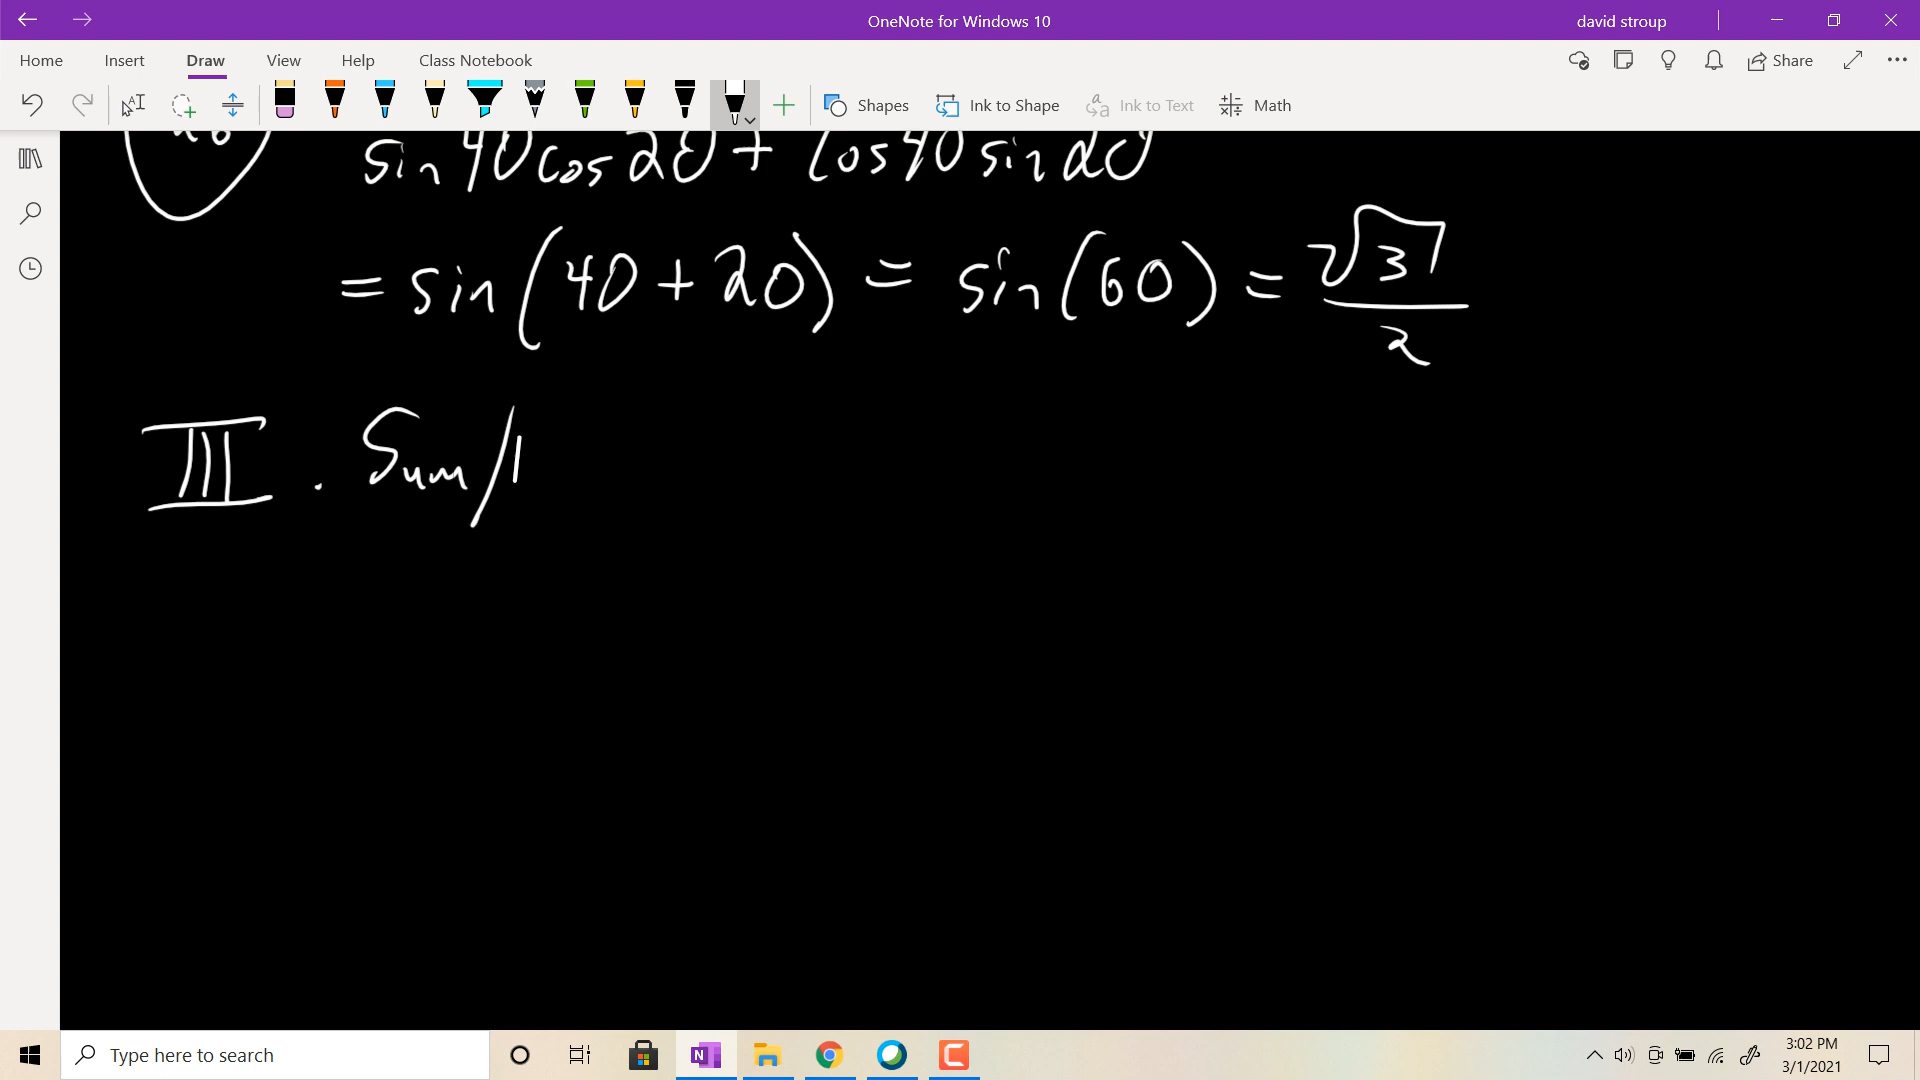 OneNote for Windows 10
david stroup
Home Insert Draw View Help Class Notebook
Share
Shapes Ink to Shape Ink to Text Math
sin 40 cos 20 + cos 40 sin 20
= sin(40 + 20) = sin(60) = √3/2
III. Sum/
Type here to search
3:02 PM
3/1/2021